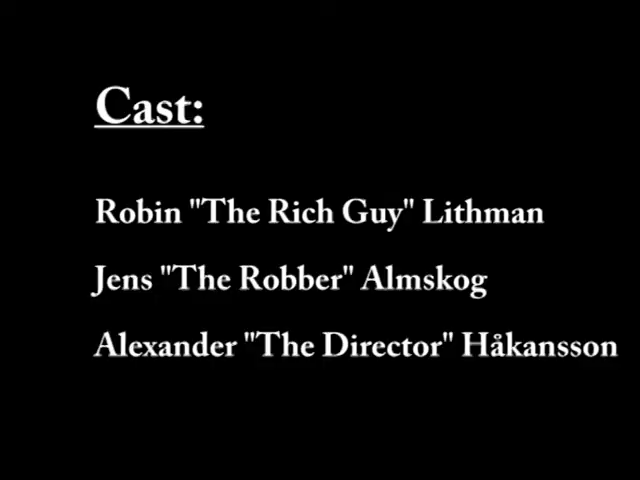 Cast:
Robin "The Rich Guy" Lithman
Jens "The Robber" Almskog
Alexander "The Director" Håkansson